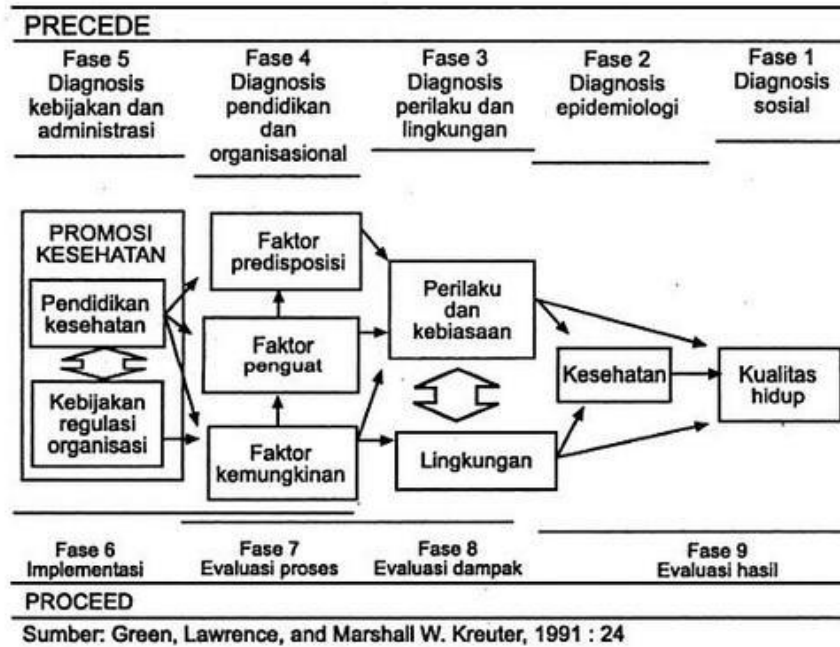 PRECEDE
Fase 5
Diagnosis
kebijakan dan
administrasi
Fase 4
Diagnosis
pendidikan
dan
organisasional
Fase 3
Diagnosis
perilaku dan
lingkungan
Fase 2
Diagnosis
epidemiologi
Fase 1
Diagnosis
sosial
PROMOSI
KESEHATAN
Pendidikan
kesehatan
Kebijakan
regulasi
organisasi
Faktor
predisposisi
Faktor
penguat
Faktor
kemungkinan
Perilaku
dan
kebiasaan
Lingkungan
Kesehatan
Kualitas
hidup
Fase 6
Implementasi
Fase 7
Evaluasi proses
Fase 8
Evaluasi dampak
Fase 9
Evaluasi hasil
PROCEED
Sumber: Green, Lawrence, and Marshall W. Kreuter, 1991 : 24